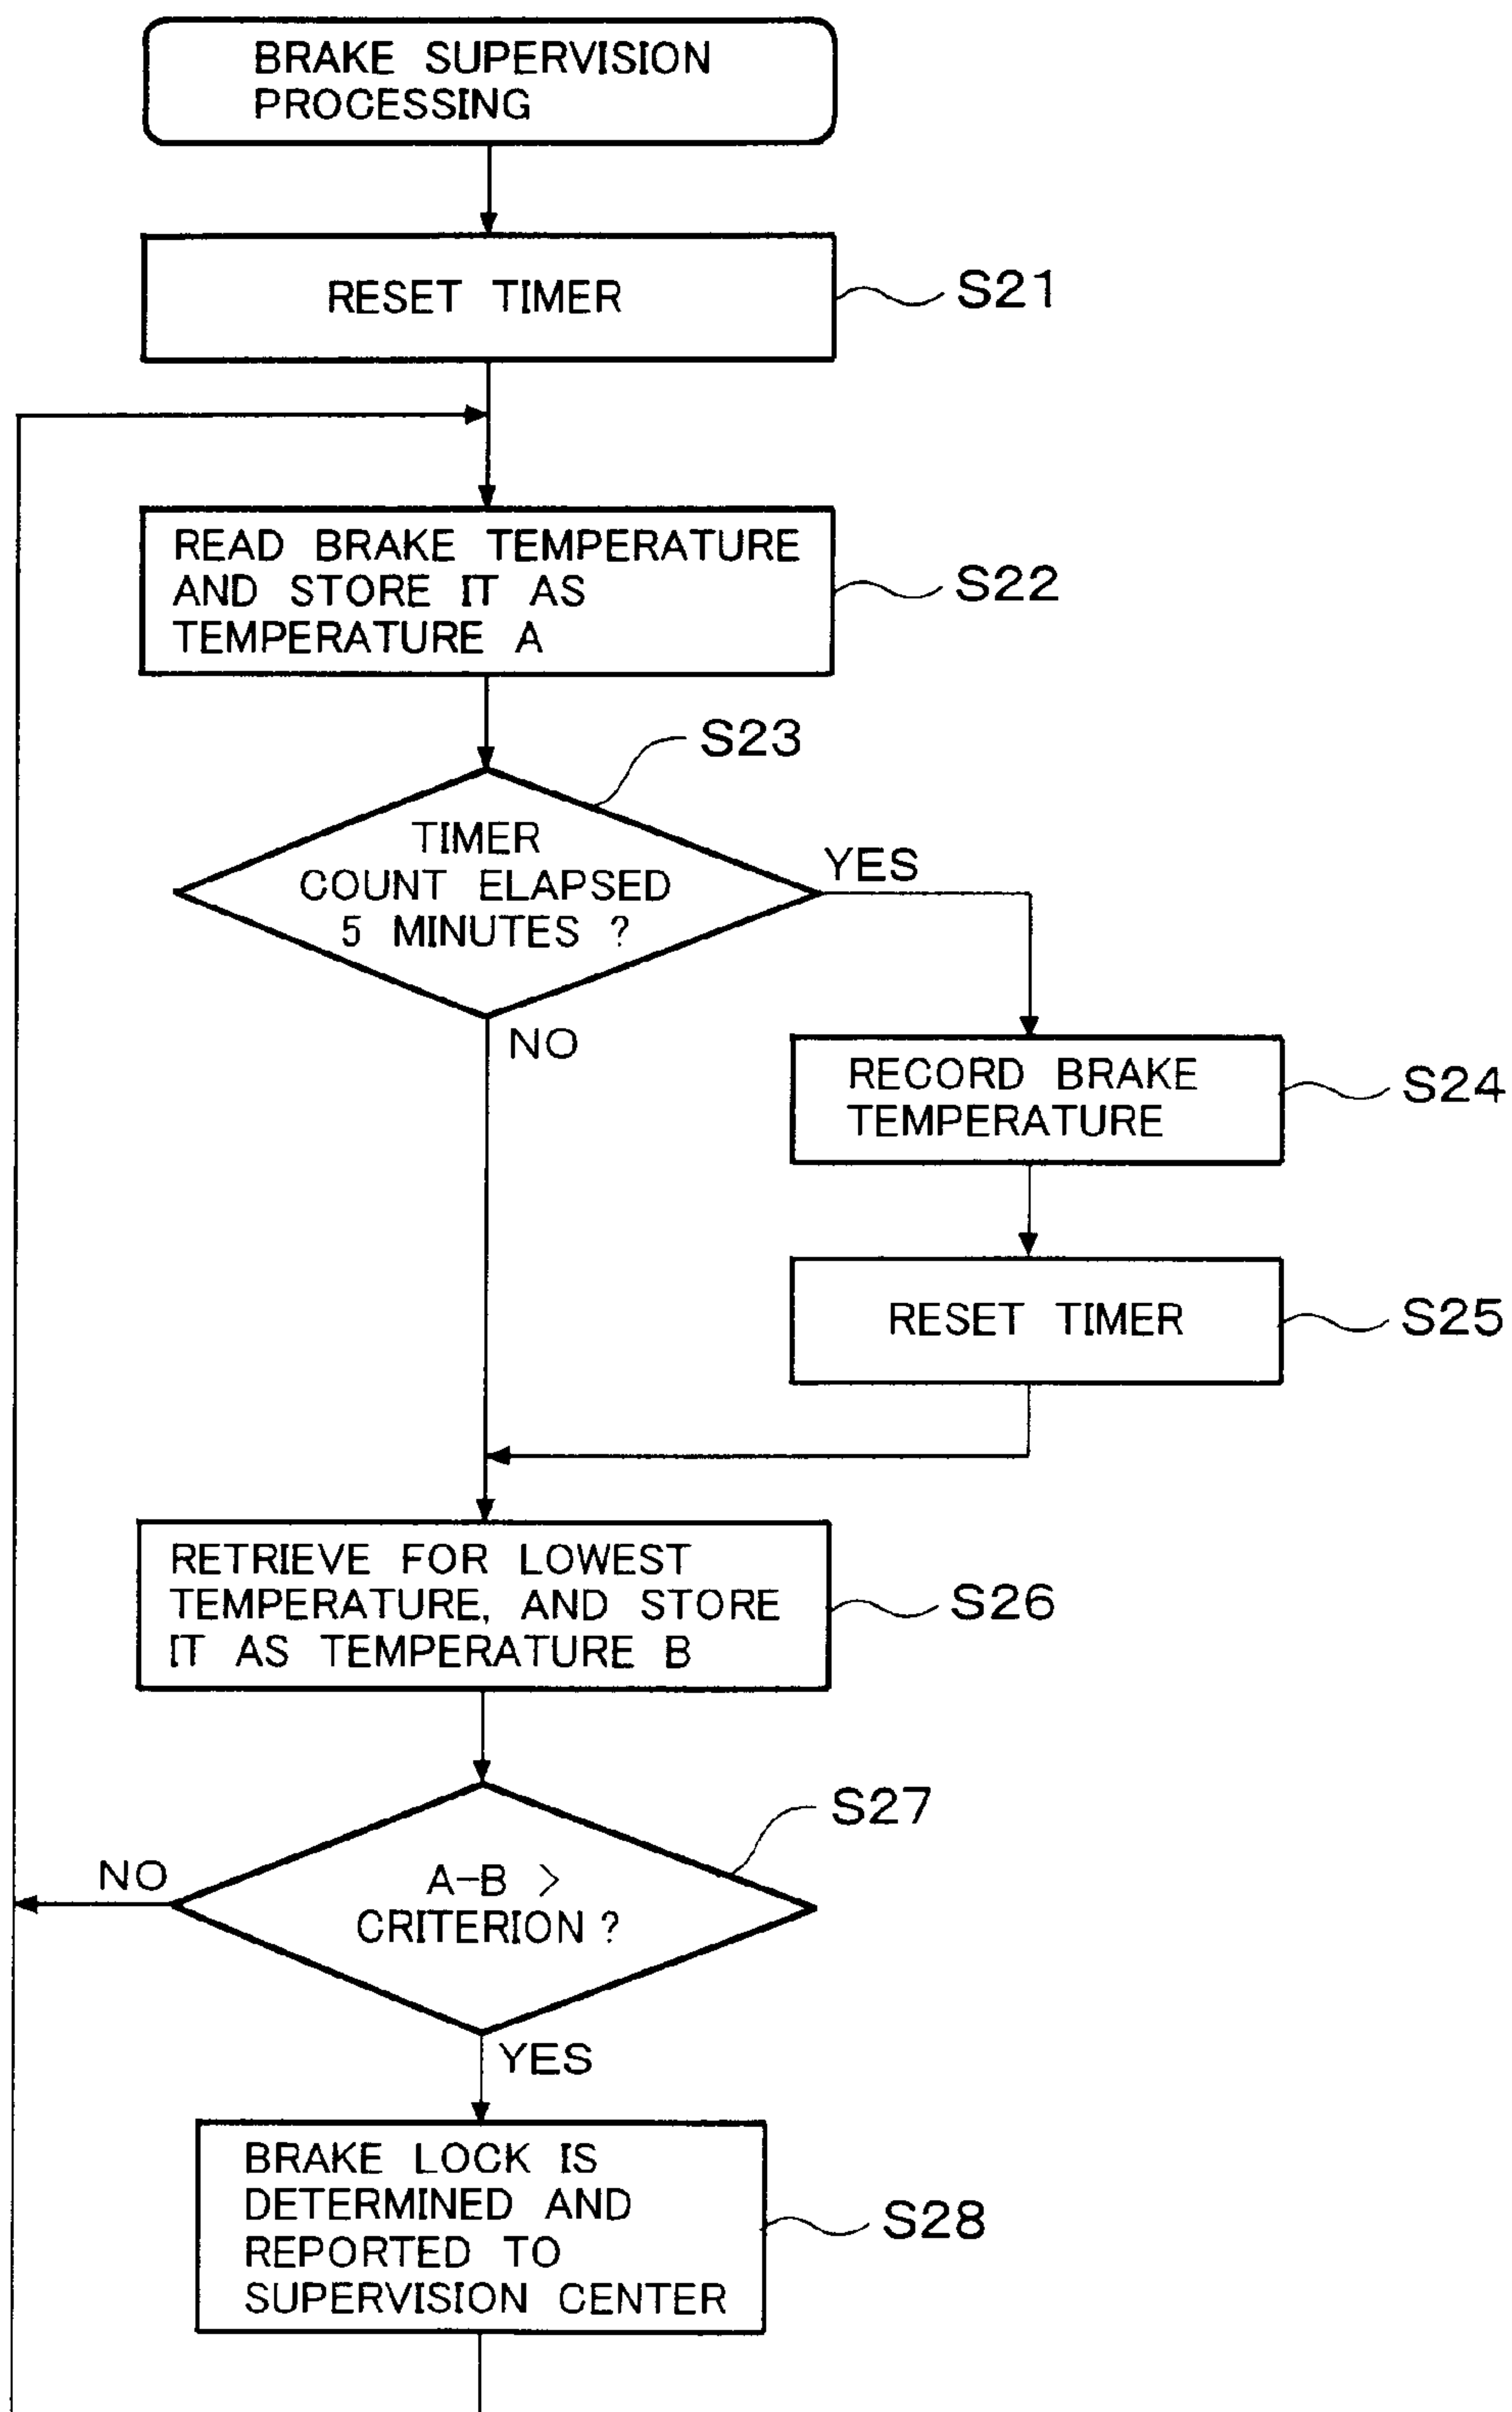 BRAKE SUPERVISION
PROCESSING
RESET TIMER
S21
READ BRAKE TEMPERATURE
AND STORE IT AS
TEMPERATURE A
S22
S23
TIMER
COUNT ELAPSED
5 MINUTES ?
YES
NO
RECORD BRAKE
TEMPERATURE
S24
RESET TIMER
S25
RETRIEVE FOR LOWEST
TEMPERATURE, AND STORE
IT AS TEMPERATURE B
S26
S27
A-B >
CRITERION ?
NO
YES
BRAKE LOCK IS
DETERMINED AND
REPORTED TO
SUPERVISION CENTER
S28